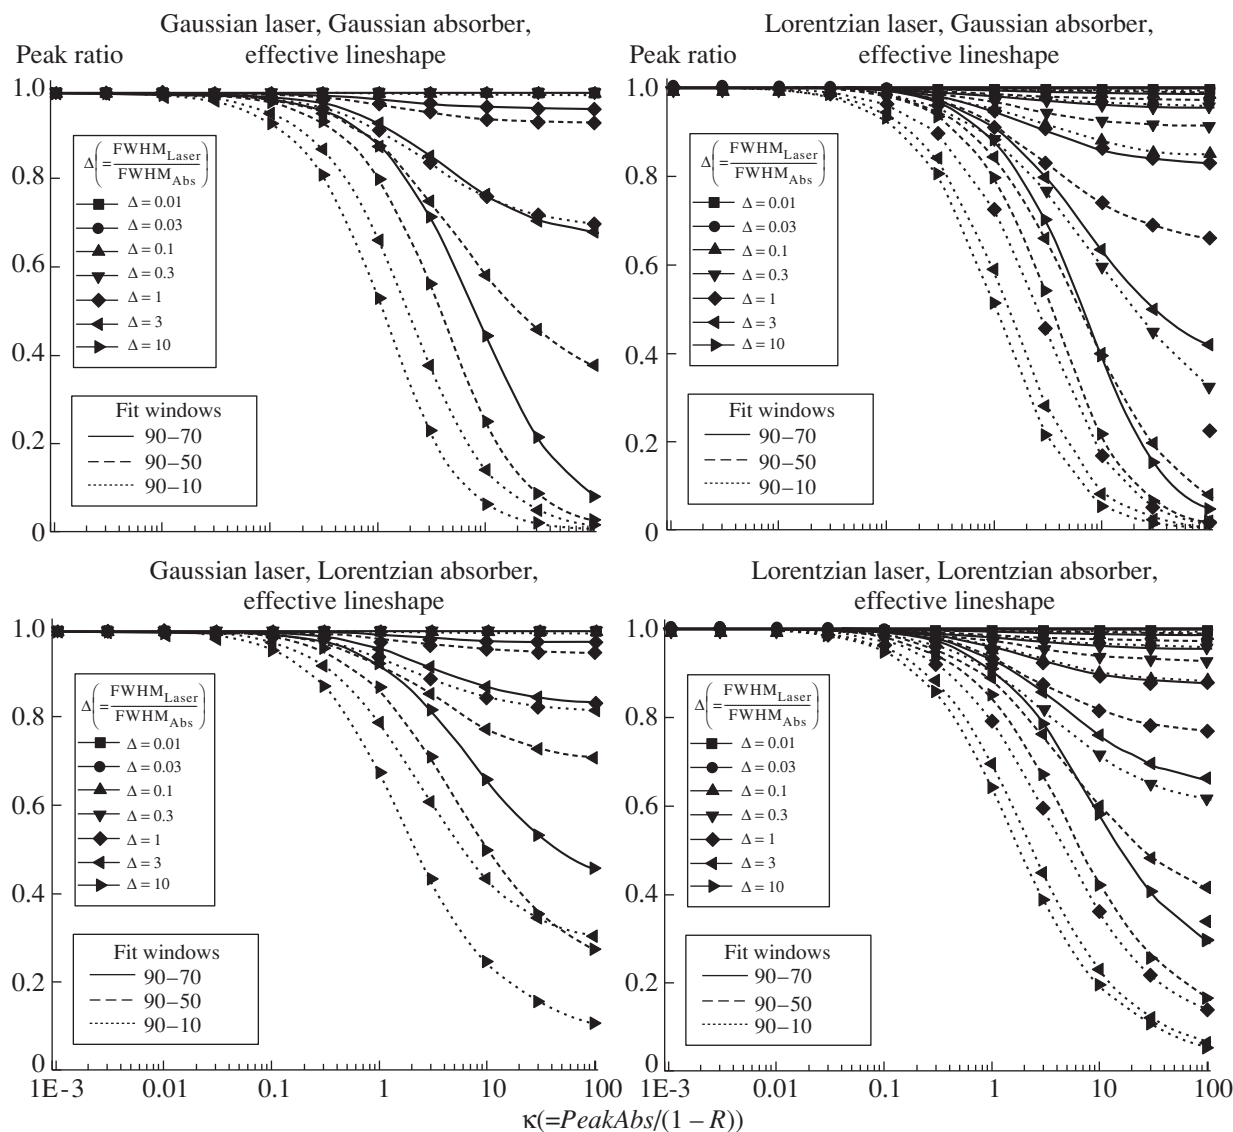 Gaussian laser, Gaussian absorber,
effective lineshape
Peak ratio
1.0
0.8
0.6
0.4
0.2
0
Δ(=FWHM_Laser/FWHM_Abs)
Δ = 0.01
Δ = 0.03
Δ = 0.1
Δ = 0.3
Δ = 1
Δ = 3
Δ = 10
Fit windows
90–70
90–50
90–10
Lorentzian laser, Gaussian absorber,
effective lineshape
Peak ratio
1.0
0.8
0.6
0.4
0.2
0
Δ(=FWHM_Laser/FWHM_Abs)
Δ = 0.01
Δ = 0.03
Δ = 0.1
Δ = 0.3
Δ = 1
Δ = 3
Δ = 10
Fit windows
90–70
90–50
90–10
Gaussian laser, Lorentzian absorber,
effective lineshape
1.0
0.8
0.6
0.4
0.2
0
Δ(=FWHM_Laser/FWHM_Abs)
Δ = 0.01
Δ = 0.03
Δ = 0.1
Δ = 0.3
Δ = 1
Δ = 3
Δ = 10
Fit windows
90–70
90–50
90–10
1E-3 0.01 0.1 1 10 100
Lorentzian laser, Lorentzian absorber,
effective lineshape
1.0
0.8
0.6
0.4
0.2
0
Δ(=FWHM_Laser/FWHM_Abs)
Δ = 0.01
Δ = 0.03
Δ = 0.1
Δ = 0.3
Δ = 1
Δ = 3
Δ = 10
Fit windows
90–70
90–50
90–10
1E-3 0.01 0.1 1 10 100
κ(=PeakAbs/(1 – R))